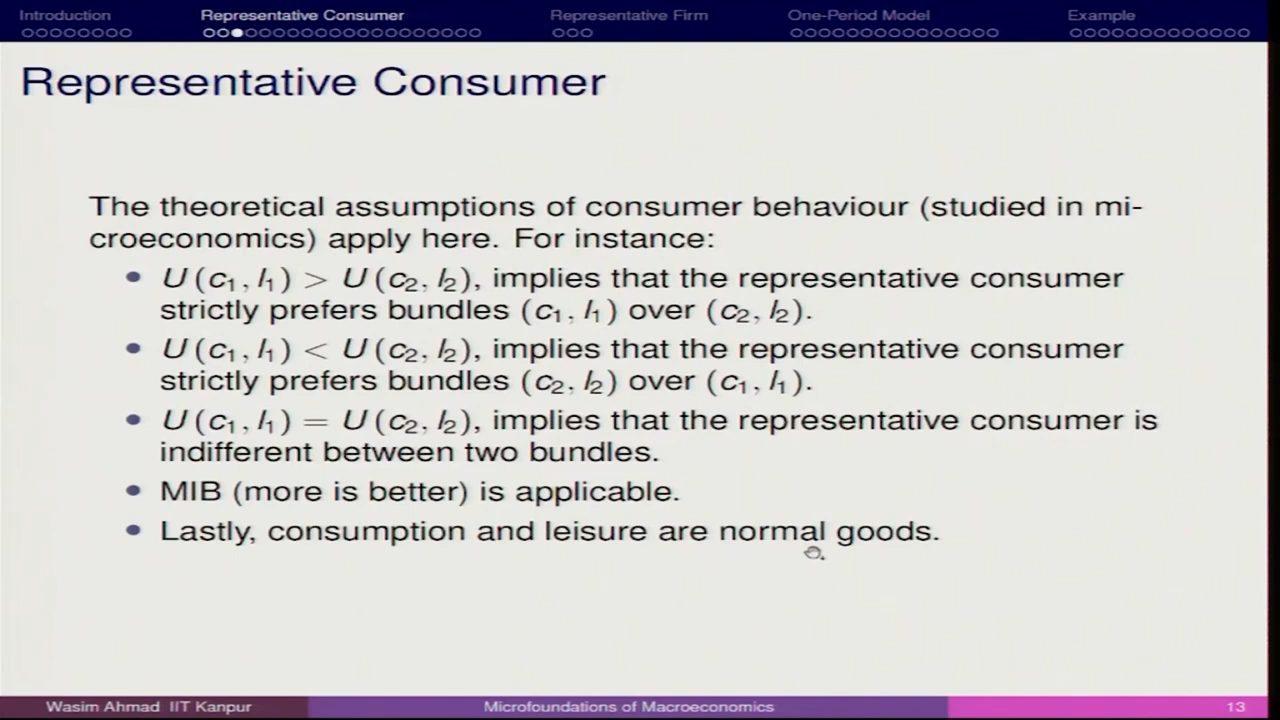 Introduction Representative Consumer Representative Firm One-Period Model Example
Representative Consumer
The theoretical assumptions of consumer behaviour (studied in mi-
croeconomics) apply here. For instance:
• U(c₁, l₁) > U(c₂, l₂), implies that the representative consumer
strictly prefers bundles (c₁, l₁) over (c₂, l₂).
• U(c₁, l₁) < U(c₂, l₂), implies that the representative consumer
strictly prefers bundles (c₂, l₂) over (c₁, l₁).
• U(c₁, l₁) = U(c₂, l₂), implies that the representative consumer is
indifferent between two bundles.
• MIB (more is better) is applicable.
• Lastly, consumption and leisure are normal goods.
Wasim Ahmad IIT Kanpur Microfoundations of Macroeconomics 13